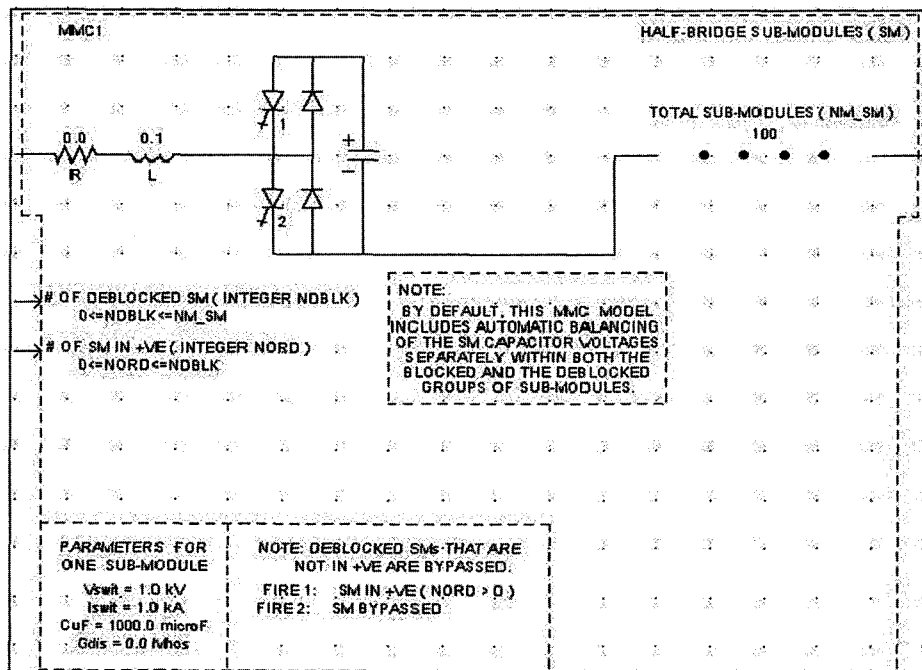 MMC1
HALF-BRIDGE SUB-MODULES ( SM )
TOTAL SUB-MODULES ( NM_SM )
100
0.0
0.1
R
L
1
2
+
−
# OF DEBLOCKED SM ( INTEGER NDBLK )
0<=NDBLK<=NM_SM
# OF SM IN +VE ( INTEGER NORD )
0<=NORD<=NDBLK
NOTE:
BY DEFAULT, THIS MMC MODEL
INCLUDES AUTOMATIC BALANCING
OF THE SM CAPACITOR VOLTAGES
SEPARATELY WITHIN BOTH THE
BLOCKED AND THE DEBLOCKED
GROUPS OF SUB-MODULES.
PARAMETERS FOR
ONE SUB-MODULE
Vswit = 1.0 kV
Iswit = 1.0 kA
CuF = 1000.0 microF
Gdis = 0.0 Mhos
NOTE: DEBLOCKED SMs THAT ARE
NOT IN +VE ARE BYPASSED.
FIRE 1: SM IN +VE ( NORD > 0 )
FIRE 2: SM BYPASSED